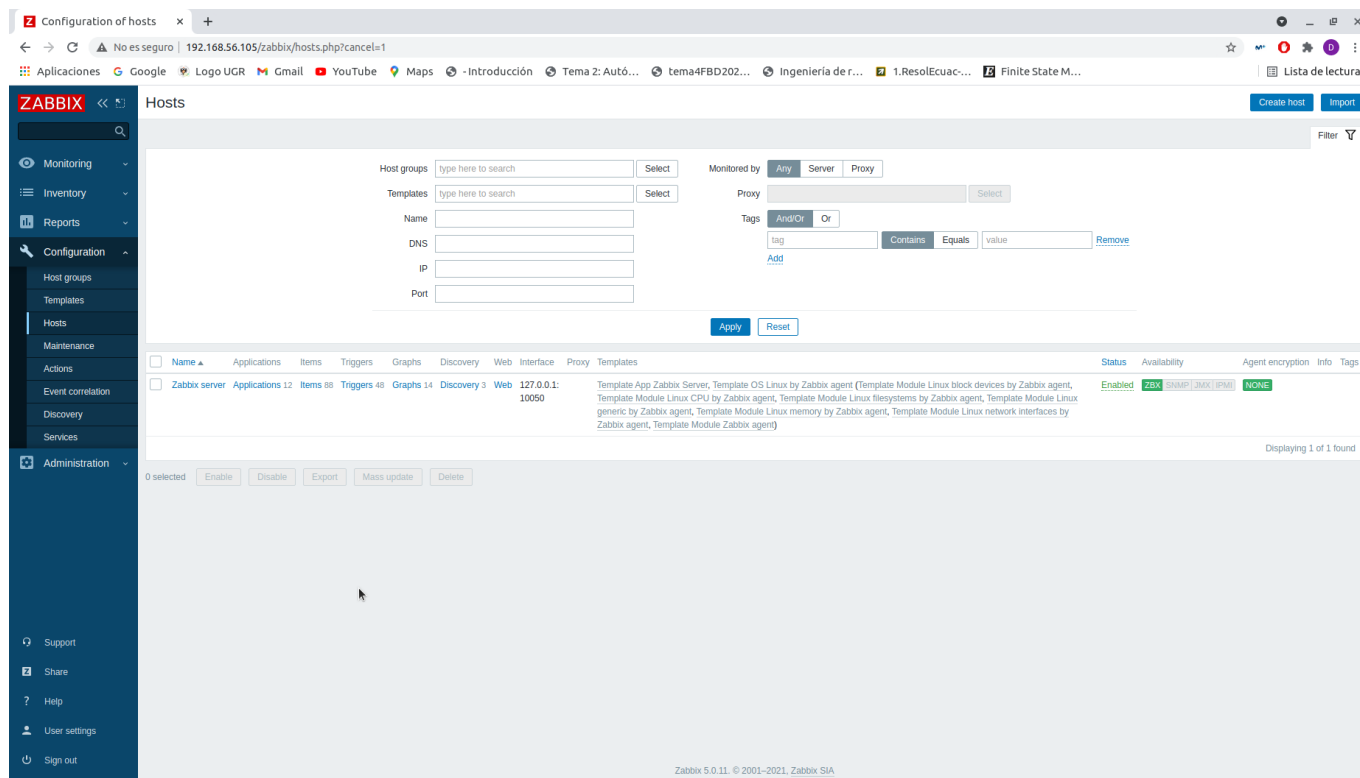 Z Configuration of hosts × +
No es seguro | 192.168.56.105/zabbix/hosts.php?cancel=1
Aplicaciones Google Logo UGR Gmail YouTube Maps - Introducción Tema 2: Autó... tema4FBD202... Ingeniería de r... 1.ResolEcuac-... Finite State M... Lista de lectura
ZABBIX
Hosts
Create host Import
Filter
Monitoring
Inventory
Reports
Configuration
Host groups
Templates
Hosts
Maintenance
Actions
Event correlation
Discovery
Services
Administration
Support
Share
Help
User settings
Sign out
Host groups type here to search Select Monitored by Any Server Proxy
Templates type here to search Select Proxy Select
Name Tags And/Or Or
DNS tag Contains Equals value Remove
Add
IP
Port
Apply Reset
Name Applications Items Triggers Graphs Discovery Web Interface Proxy Templates Status Availability Agent encryption Info Tags
Zabbix server Applications 12 Items 88 Triggers 48 Graphs 14 Discovery 3 Web 127.0.0.1: Template App Zabbix Server, Template OS Linux by Zabbix agent (Template Module Linux block devices by Zabbix agent, Enabled ZBX SNMP JMX IPMI NONE
10050 Template Module Linux CPU by Zabbix agent, Template Module Linux filesystems by Zabbix agent, Template Module Linux
generic by Zabbix agent, Template Module Linux memory by Zabbix agent, Template Module Linux network interfaces by
Zabbix agent, Template Module Zabbix agent)
Displaying 1 of 1 found
0 selected Enable Disable Export Mass update Delete
Zabbix 5.0.11. © 2001–2021, Zabbix SIA